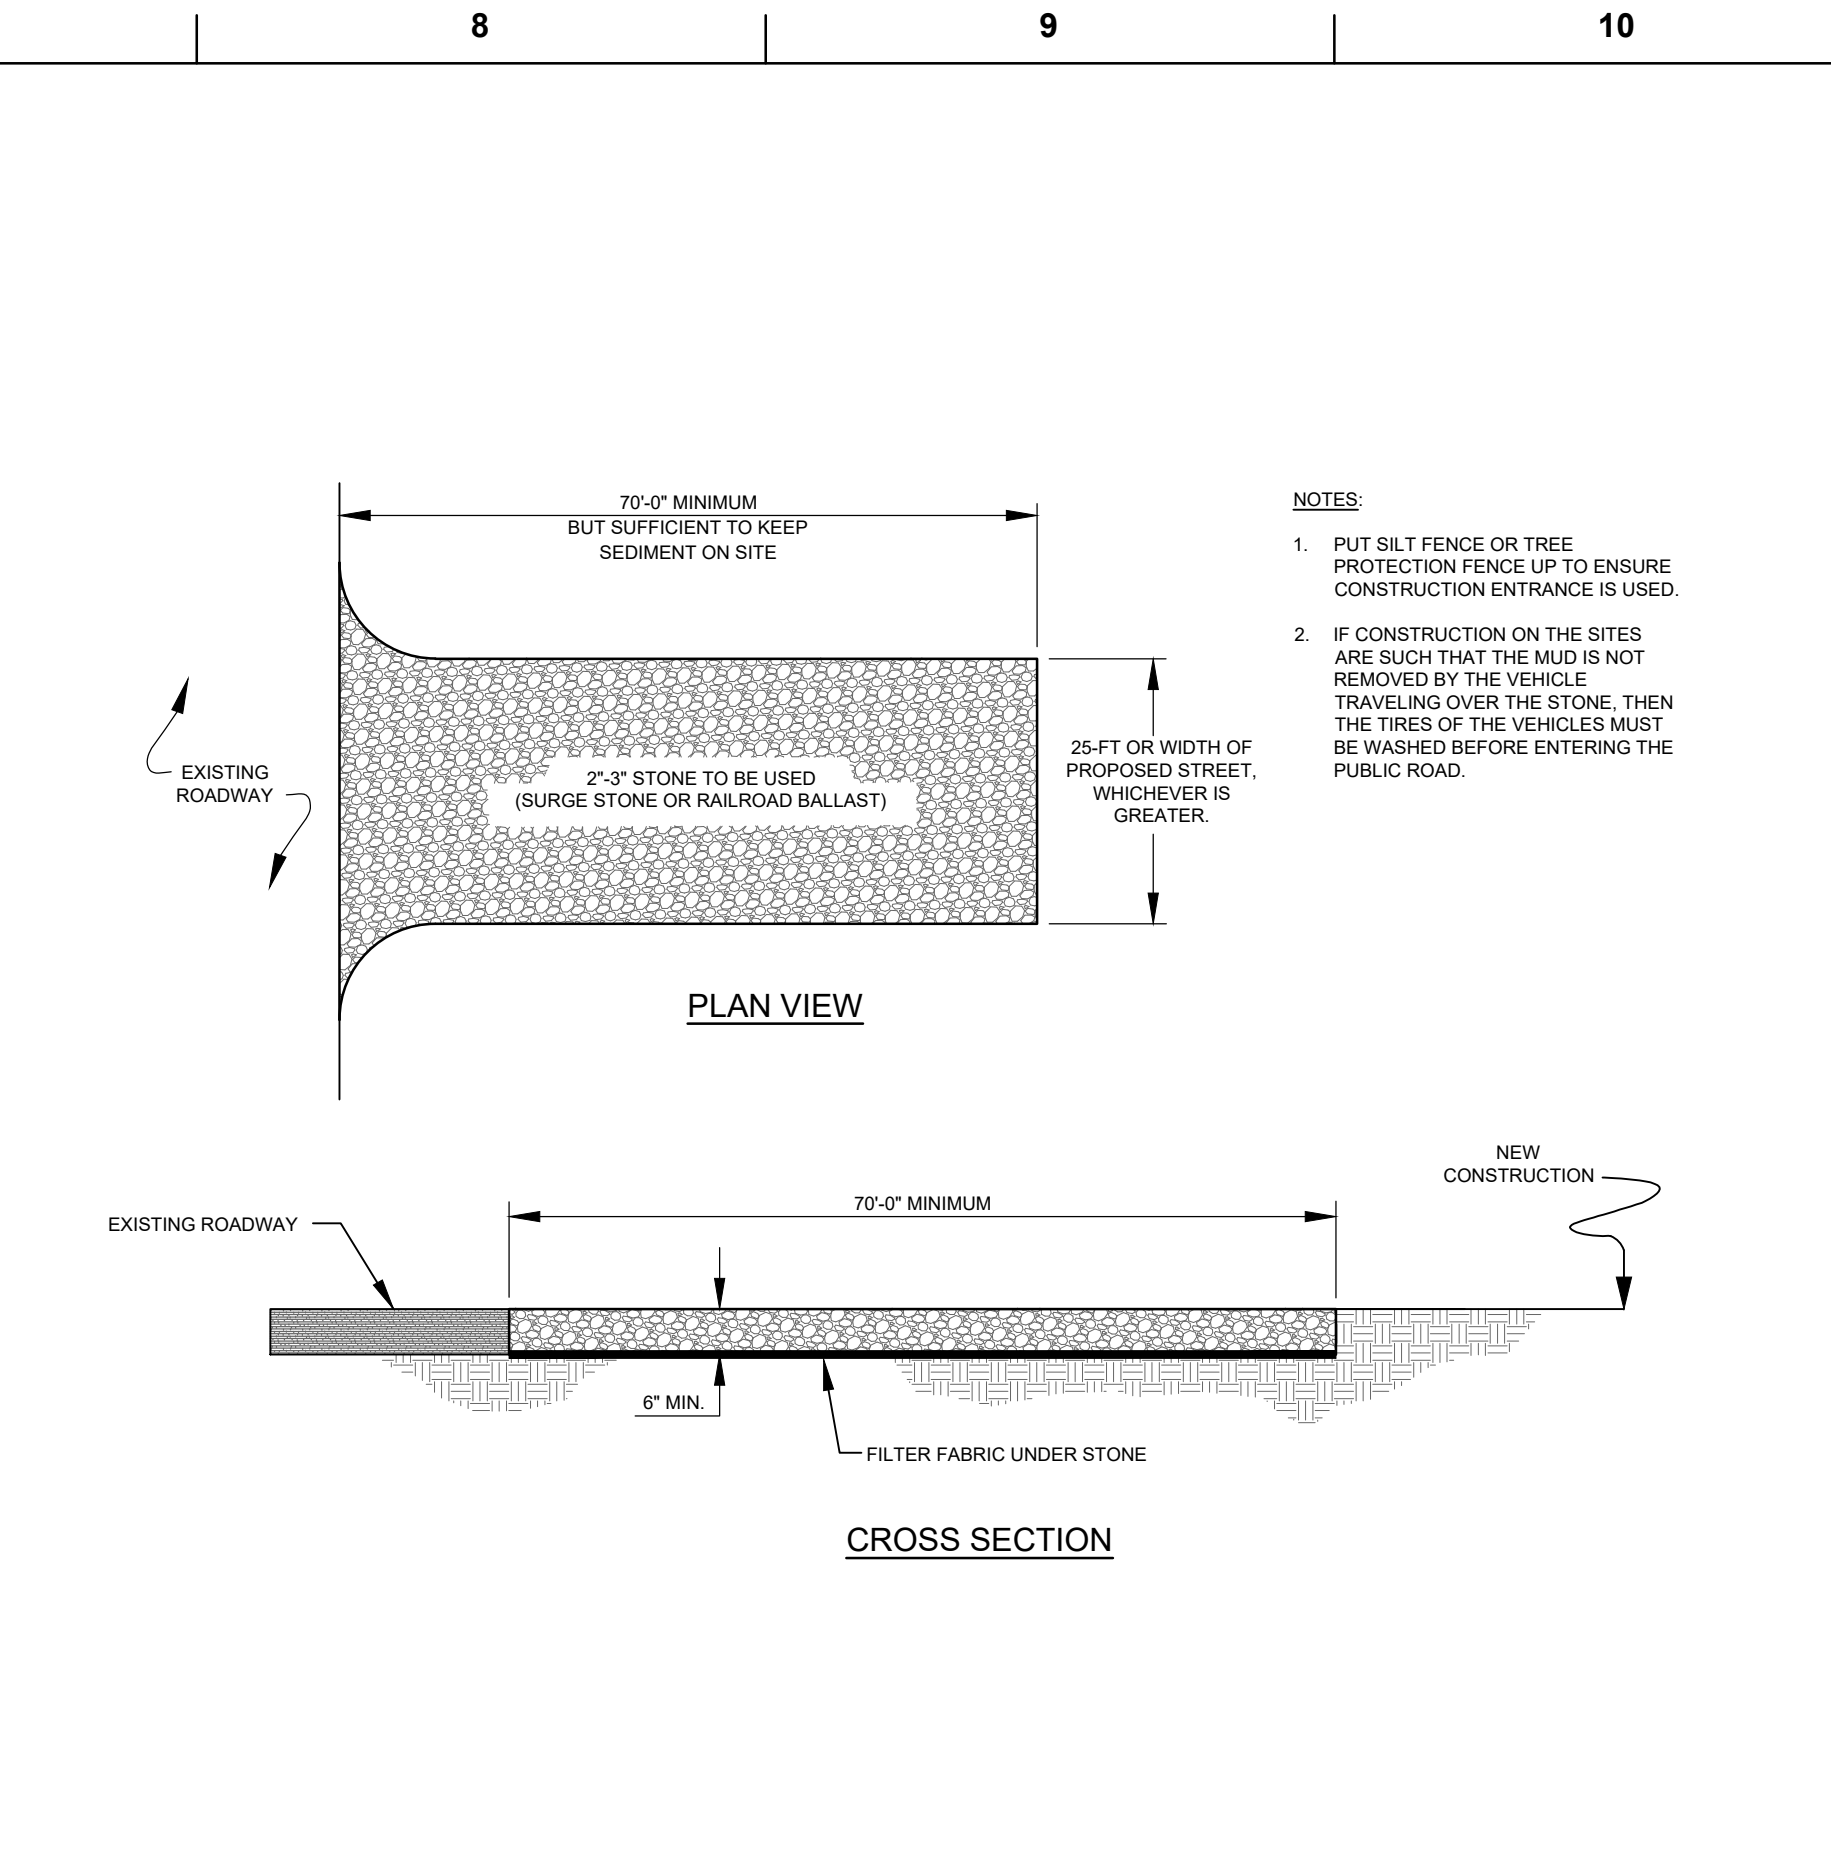 8
9
10
70'-0" MINIMUM
BUT SUFFICIENT TO KEEP
SEDIMENT ON SITE
NOTES:
1. PUT SILT FENCE OR TREE
PROTECTION FENCE UP TO ENSURE
CONSTRUCTION ENTRANCE IS USED.
2. IF CONSTRUCTION ON THE SITES
ARE SUCH THAT THE MUD IS NOT
REMOVED BY THE VEHICLE
TRAVELING OVER THE STONE, THEN
THE TIRES OF THE VEHICLES MUST
BE WASHED BEFORE ENTERING THE
PUBLIC ROAD.
EXISTING
ROADWAY
2"-3" STONE TO BE USED
(SURGE STONE OR RAILROAD BALLAST)
25-FT OR WIDTH OF
PROPOSED STREET,
WHICHEVER IS
GREATER.
PLAN VIEW
NEW
CONSTRUCTION
70'-0" MINIMUM
EXISTING ROADWAY
6" MIN.
FILTER FABRIC UNDER STONE
CROSS SECTION